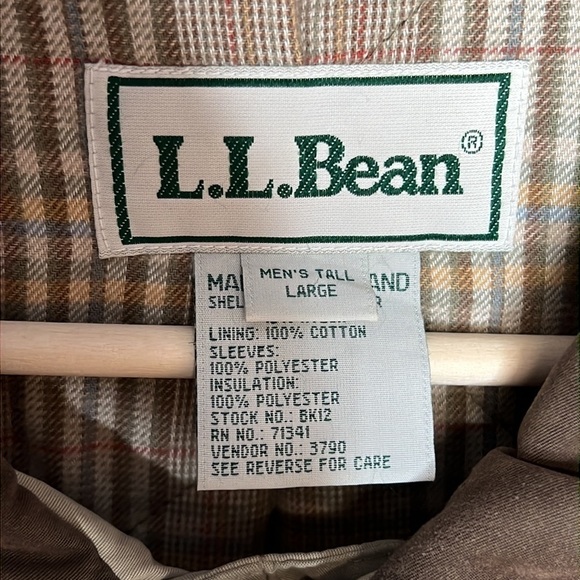 L.L.Bean®
MEN'S TALL
LARGE
LINING: 100% COTTON
SLEEVES:
100% POLYESTER
INSULATION:
100% POLYESTER
STOCK NO.: BK12
RN NO.: 71341
VENDOR NO.: 3790
SEE REVERSE FOR CARE